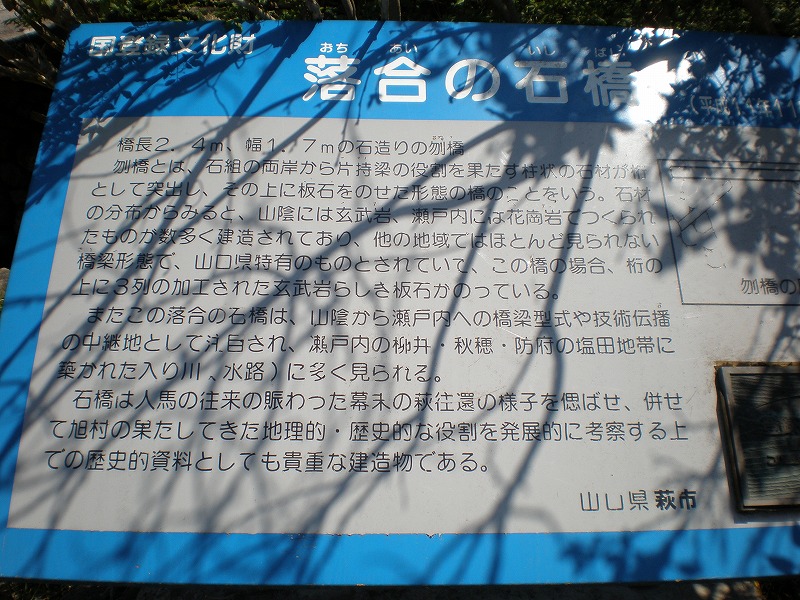 国登録文化財
おち あい いし ばし
落合の石橋
(平成14年11
橋長2.4m、幅1.7mの石造りの刎橋
刎橋とは、石組の両岸から片持梁の役割を果たす柱状の石材が桁
として突出し、その上に板石をのせた形態の橋のことをいう。石材
の分布からみると、山陰には玄武岩、瀬戸内には花崗岩でつくられ
たものが数多く建造されており、他の地域ではほとんど見られない
橋梁形態で、山口県特有のものとされていて、この橋の場合、桁の
上に3列の加工された玄武岩らしき板石がのっている。
またこの落合の石橋は、山陰から瀬戸内への橋梁型式や技術伝播
の中継地として注目され、瀬戸内の柳井・秋穂・防府の塩田地帯に
築かれた入り川、水路)に多く見られる。
石橋は人馬の往来の賑わった幕末の萩往還の様子を偲ばせ、併せ
て旭村の果たしてきた地理的・歴史的な役割を発展的に考察する上
での歴史的資料としても貴重な建造物である。
刎橋の
山口県 萩市